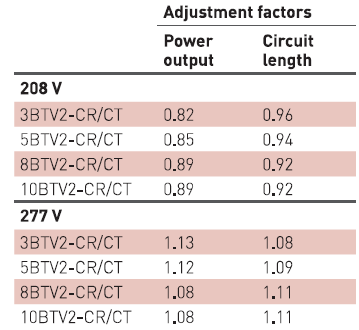 Adjustment factors
Power output Circuit length
208 V
3BTV2-CR/CT 0.82 0.96
5BTV2-CR/CT 0.85 0.94
8BTV2-CR/CT 0.89 0.92
10BTV2-CR/CT 0.89 0.92
277 V
3BTV2-CR/CT 1.13 1.08
5BTV2-CR/CT 1.12 1.09
8BTV2-CR/CT 1.08 1.11
10BTV2-CR/CT 1.08 1.11